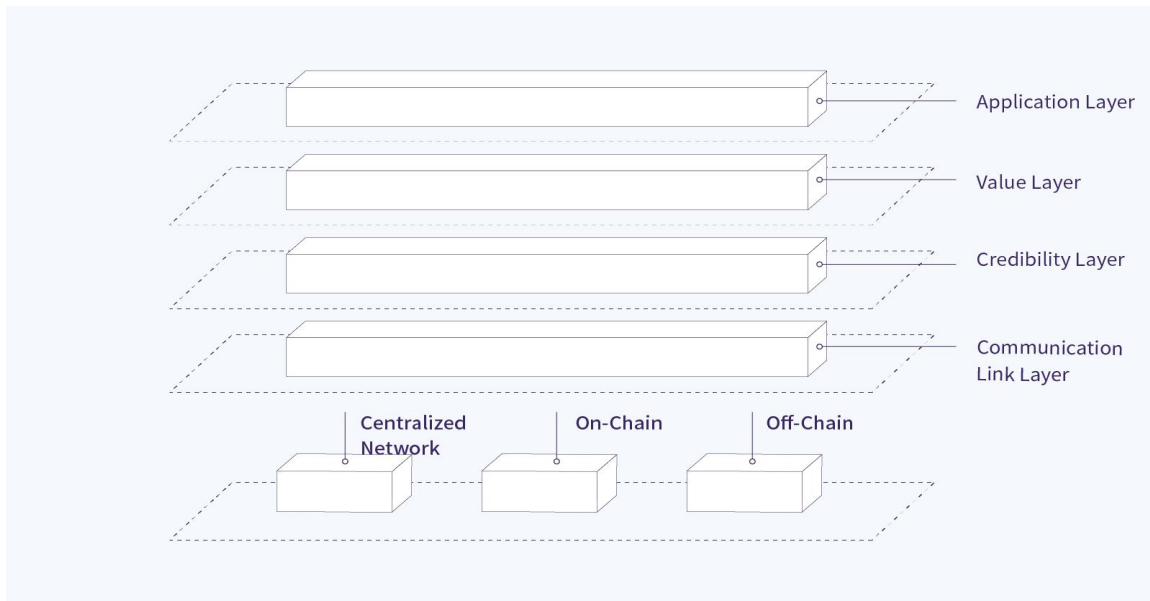 Application Layer
Value Layer
Credibility Layer
Communication
Link Layer
Centralized
Network
On-Chain
Off-Chain